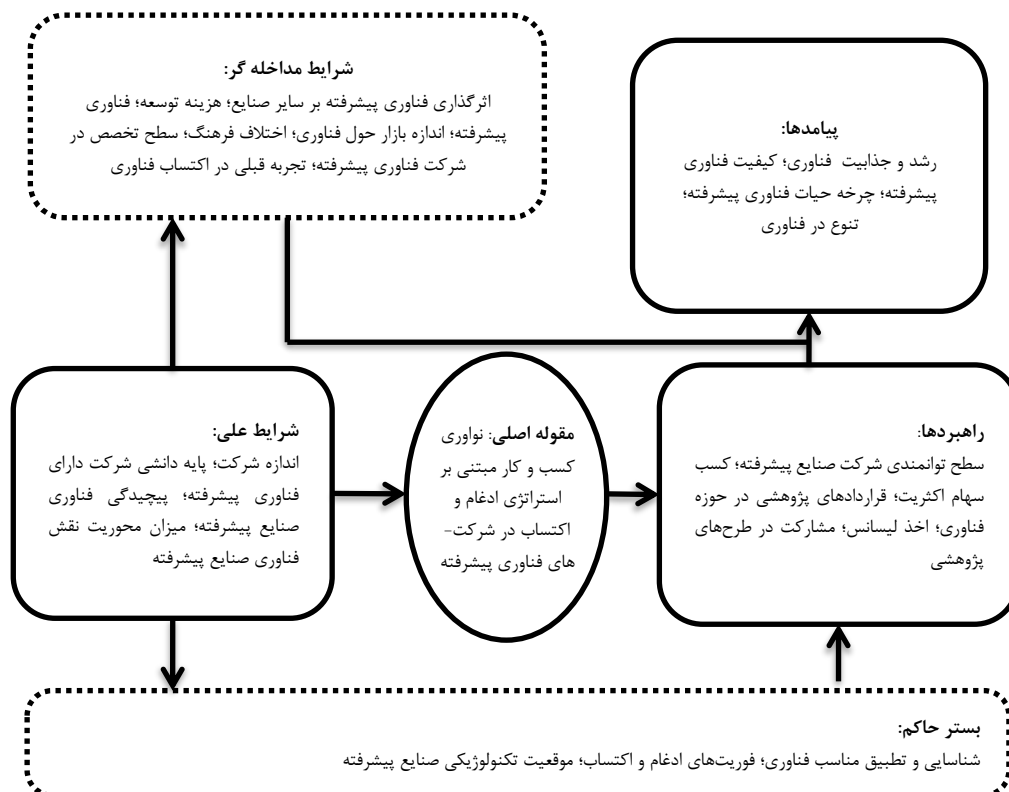 شرایط مداخله گر:
اثرگذاری فناوری پیشرفته بر سایر صنایع؛ هزینه توسعه؛ فناوری
پیشرفته؛ اندازه بازار حول فناوری؛ اختلاف فرهنگ؛ سطح تخصص در
شرکت فناوری پیشرفته؛ تجربه قبلی در اکتساب فناوری
پیامدها:
رشد و جذابیت فناوری؛ کیفیت فناوری
پیشرفته؛ چرخه حیات فناوری پیشرفته؛
تنوع در فناوری
راهبردها:
سطح توانمندی شرکت صنایع پیشرفته؛ کسب
سهام اکثریت؛ قراردادهای پژوهشی در حوزه
فناوری؛ اخذ لیسانس؛ مشارکت در طرح‌های
پژوهشی
مقوله اصلی: نواوری
کسب و کار مبتنی بر
استراتژی ادغام و
اکتساب در شرکت-
های فناوری پیشرفته
شرایط علی:
اندازه شرکت؛ پایه دانشی شرکت دارای
فناوری پیشرفته؛ پیچیدگی فناوری
صنایع پیشرفته؛ میزان محوریت نقش
فناوری صنایع پیشرفته
بستر حاکم:
شناسایی و تطبیق مناسب فناوری؛ فوریت‌های ادغام و اکتساب؛ موقعیت تکنولوژیکی صنایع پیشرفته